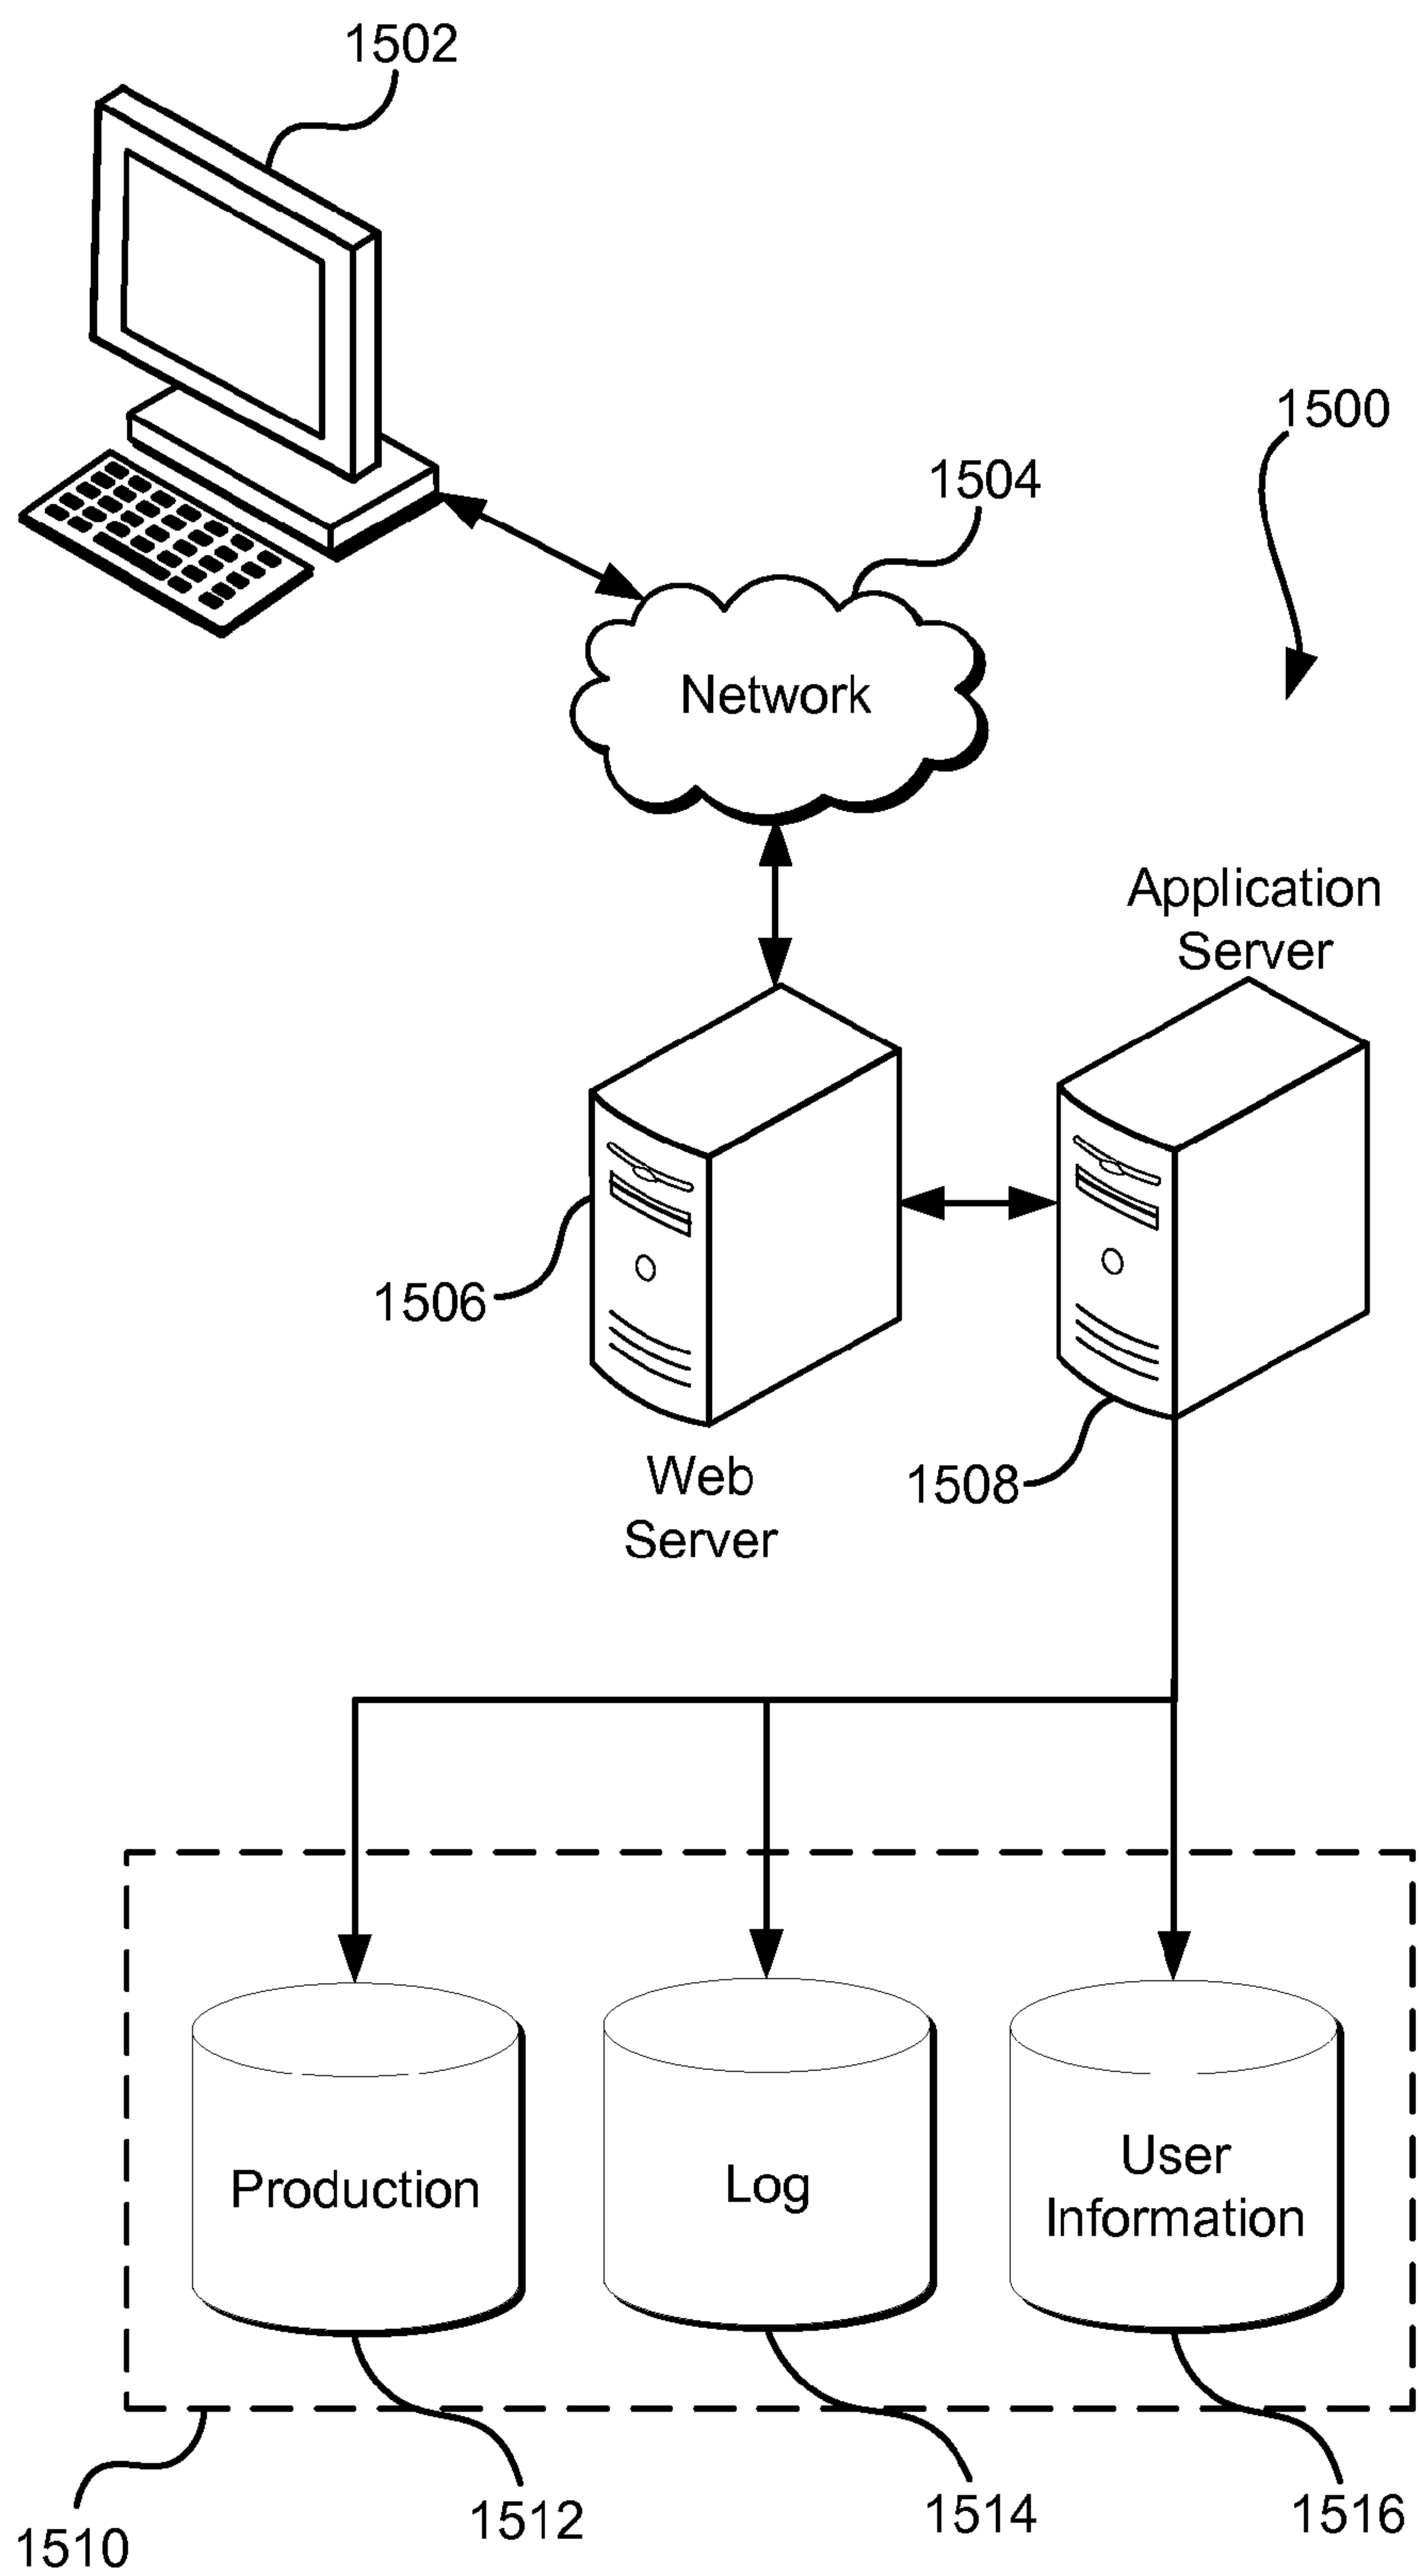 1502
1500
1504
Network
Application
Server
1506
Web
Server
1508
Production
Log
User
Information
1510
1512
1514
1516